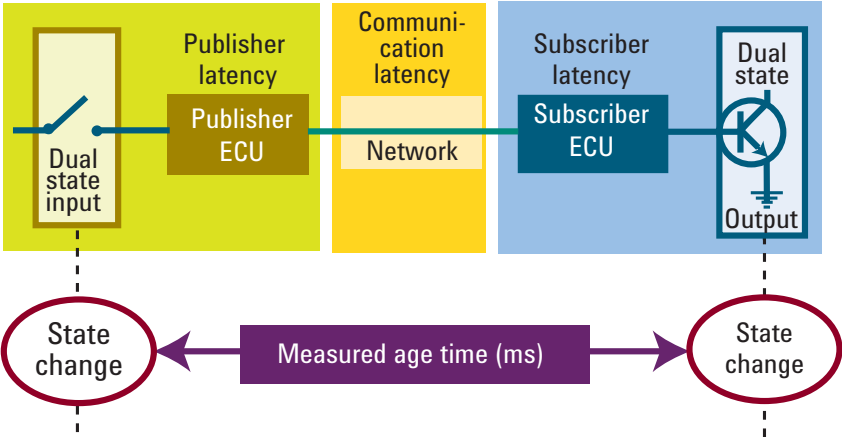 Publisher
latency
Dual
state
input
Publisher
ECU
Communi-
cation
latency
Network
Subscriber
latency
Subscriber
ECU
Dual
state
Output
State
change
Measured age time (ms)
State
change